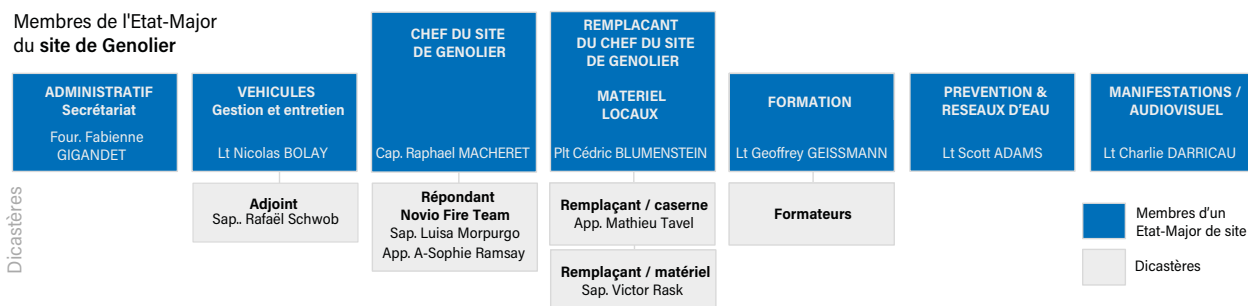 Membres de l'Etat-Major
du site de Genolier
ADMINISTRATIF
Secrétariat
Four. Fabienne
GIGANDET
VEHICULES
Gestion et entretien
Lt Nicolas BOLAY
CHEF DU SITE
DE GENOLIER
Cap. Raphael MACHERET
REMPLAÇANT
DU CHEF DU SITE
DE GENOLIER
MATERIEL
LOCAUX
Plt Cédric BLUMENSTEIN
FORMATION
Lt Geoffrey GEISSMANN
PREVENTION &
RESEAUX D'EAU
Lt Scott ADAMS
MANIFESTATIONS /
AUDIOVISUEL
Lt Charlie DARRICAU
Dicastères
Adjoint
Sap.. Rafaël Schwob
Répondant
Novio Fire Team
Sap. Luisa Morpurgo
App. A-Sophie Ramsay
Remplaçant / caserne
App. Mathieu Tavel
Remplaçant / matériel
Sap. Victor Rask
Formateurs
Membres d'un
Etat-Major de site
Dicastères